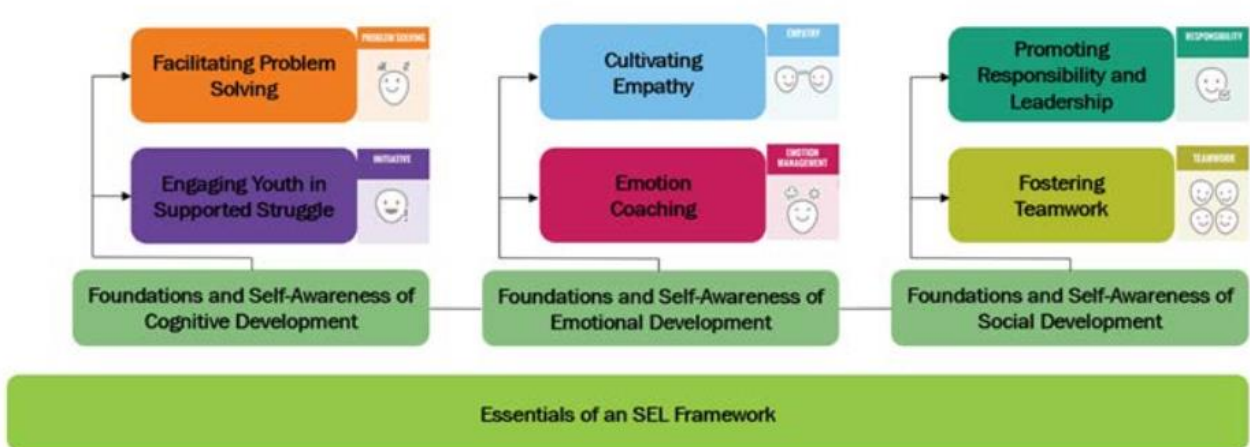 PROBLEM SOLVING
Facilitating Problem
Solving
EMPATHY
Cultivating
Empathy
RESPONSIBILITY
Promoting
Responsibility and
Leadership
INITIATIVE
Engaging Youth in
Supported Struggle
EMOTION
MANAGEMENT
Emotion
Coaching
TEAMWORK
Fostering
Teamwork
Foundations and Self-Awareness of
Cognitive Development
Foundations and Self-Awareness of
Emotional Development
Foundations and Self-Awareness of
Social Development
Essentials of an SEL Framework